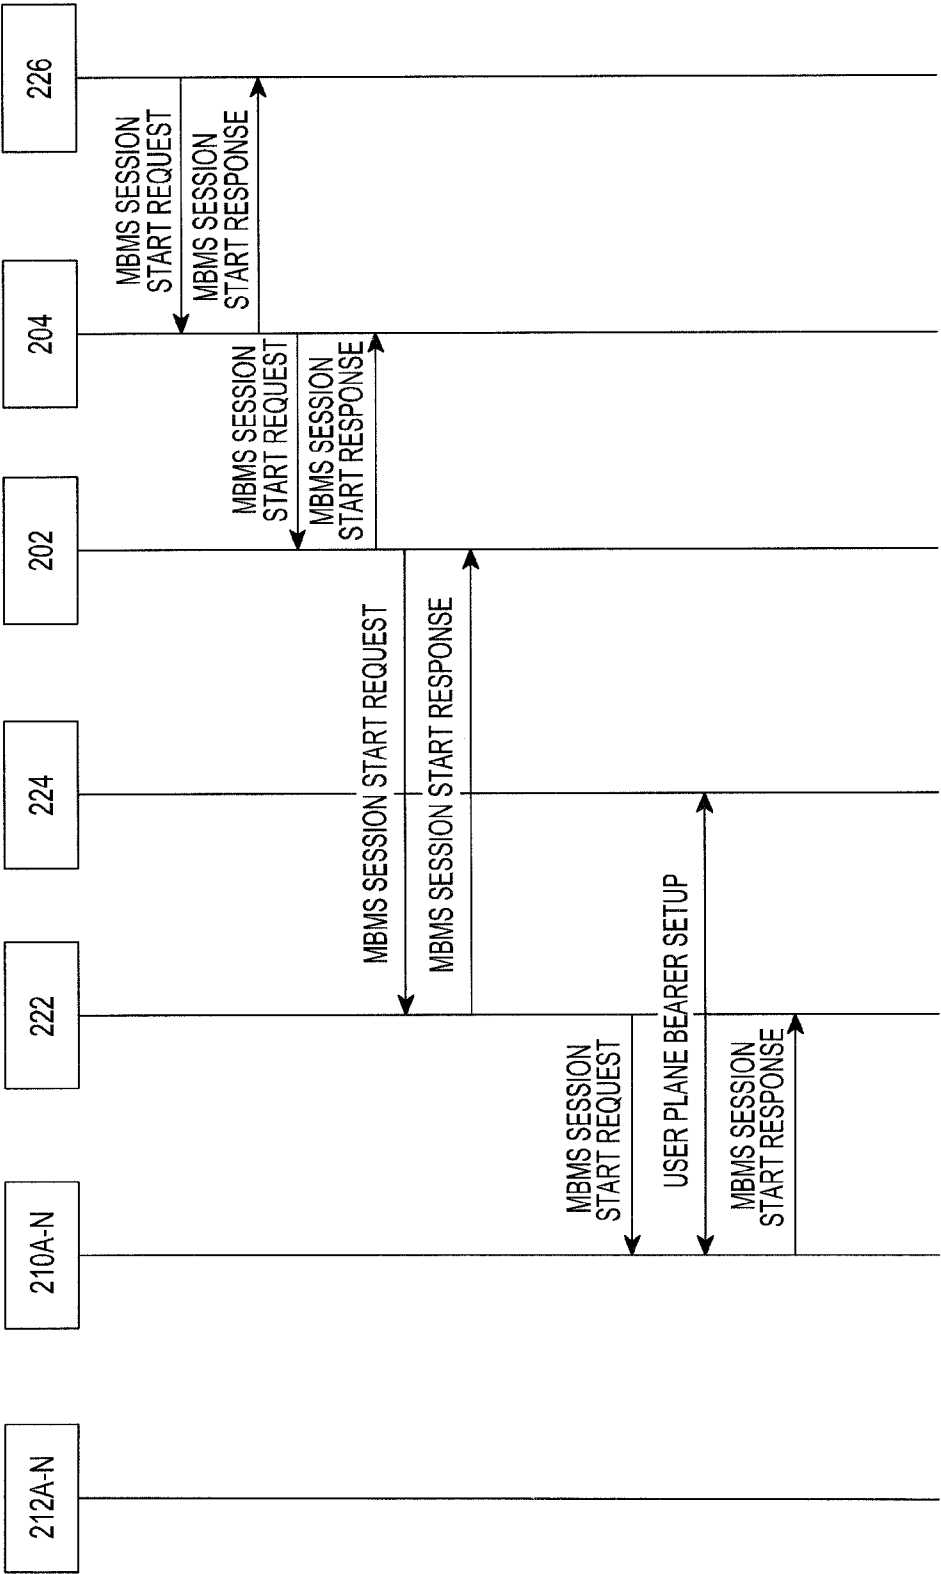 212A-N
210A-N
222
224
202
204
226
MBMS SESSION
START REQUEST
MBMS SESSION
START RESPONSE
MBMS SESSION
START REQUEST
MBMS SESSION
START RESPONSE
MBMS SESSION START REQUEST
MBMS SESSION START RESPONSE
MBMS SESSION
START REQUEST
USER PLANE BEARER SETUP
MBMS SESSION
START RESPONSE